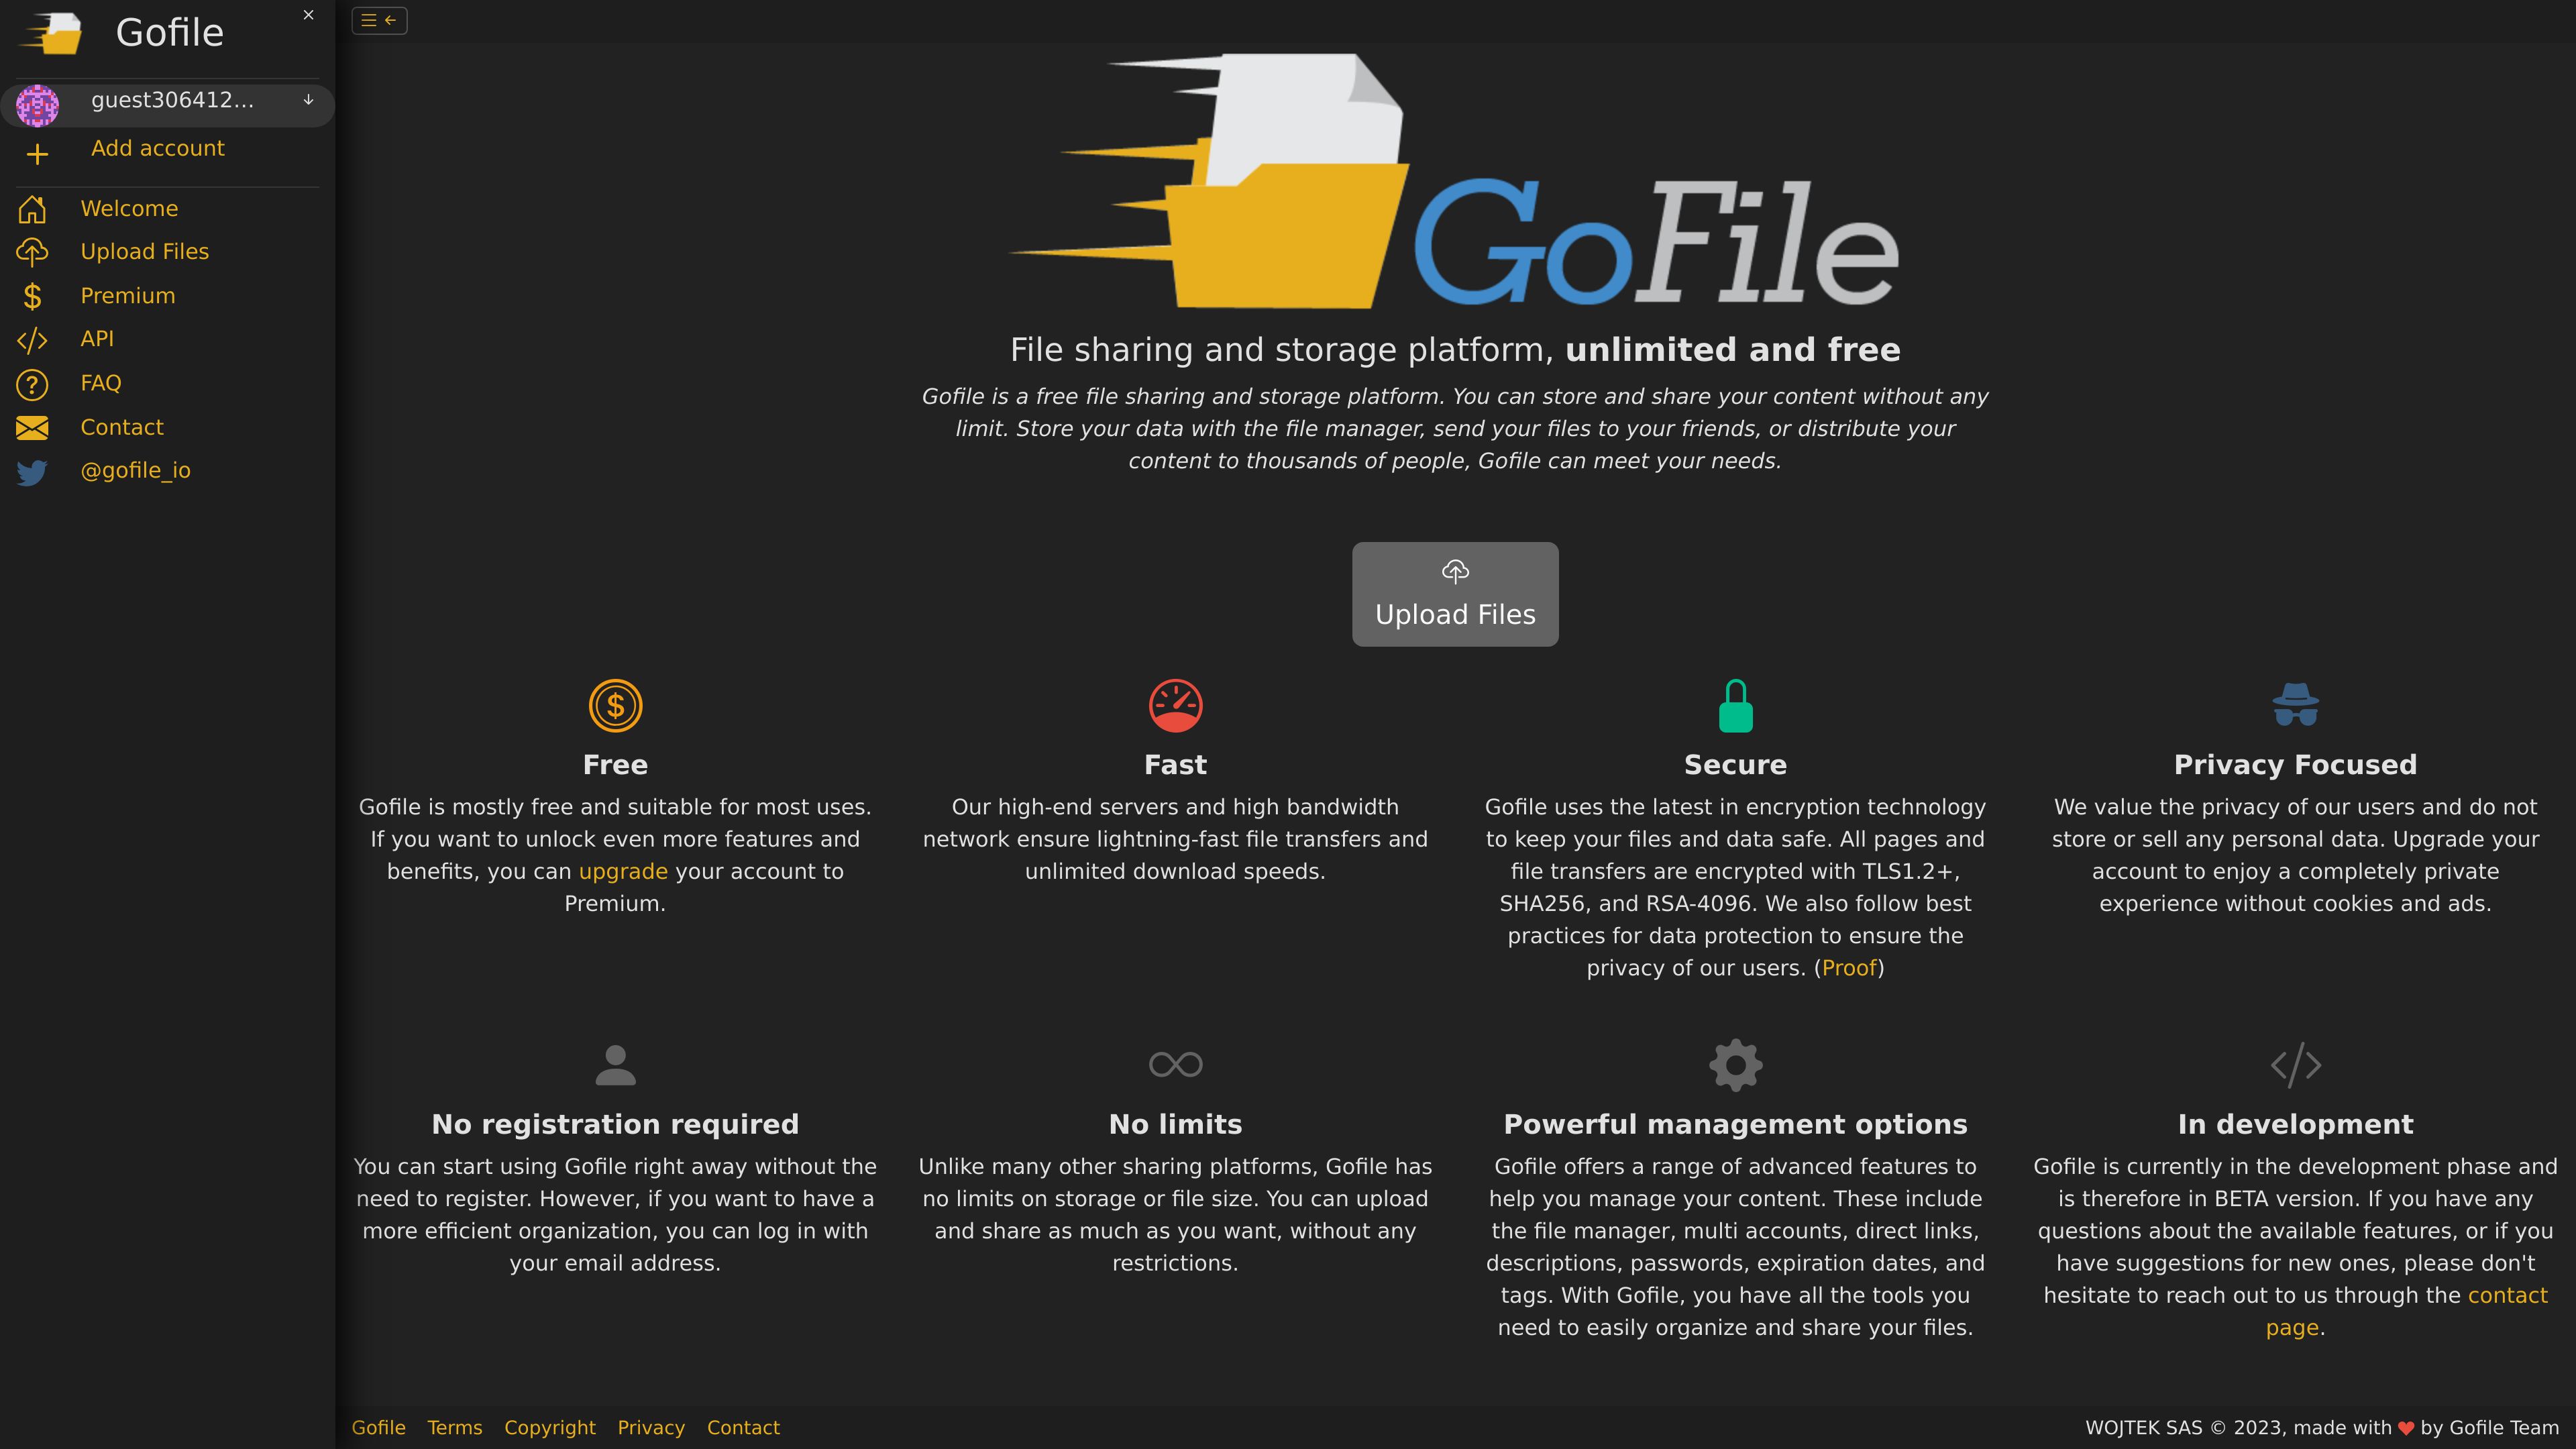 Gofile
guest306412...
Add account
Welcome
Upload Files
Premium
API
FAQ
Contact
@gofile_io
GoFile
File sharing and storage platform, unlimited and free
Gofile is a free file sharing and storage platform. You can store and share your content without any
limit. Store your data with the file manager, send your files to your friends, or distribute your
content to thousands of people, Gofile can meet your needs.
Upload Files
Free
Gofile is mostly free and suitable for most uses.
If you want to unlock even more features and
benefits, you can upgrade your account to
Premium.
Fast
Our high-end servers and high bandwidth
network ensure lightning-fast file transfers and
unlimited download speeds.
Secure
Gofile uses the latest in encryption technology
to keep your files and data safe. All pages and
file transfers are encrypted with TLS1.2+,
SHA256, and RSA-4096. We also follow best
practices for data protection to ensure the
privacy of our users. (Proof)
Privacy Focused
We value the privacy of our users and do not
store or sell any personal data. Upgrade your
account to enjoy a completely private
experience without cookies and ads.
No registration required
You can start using Gofile right away without the
need to register. However, if you want to have a
more efficient organization, you can log in with
your email address.
No limits
Unlike many other sharing platforms, Gofile has
no limits on storage or file size. You can upload
and share as much as you want, without any
restrictions.
Powerful management options
Gofile offers a range of advanced features to
help you manage your content. These include
the file manager, multi accounts, direct links,
descriptions, passwords, expiration dates, and
tags. With Gofile, you have all the tools you
need to easily organize and share your files.
In development
Gofile is currently in the development phase and
is therefore in BETA version. If you have any
questions about the available features, or if you
have suggestions for new ones, please don't
hesitate to reach out to us through the contact
page.
Gofile Terms Copyright Privacy Contact
WOJTEK SAS © 2023, made with ❤ by Gofile Team